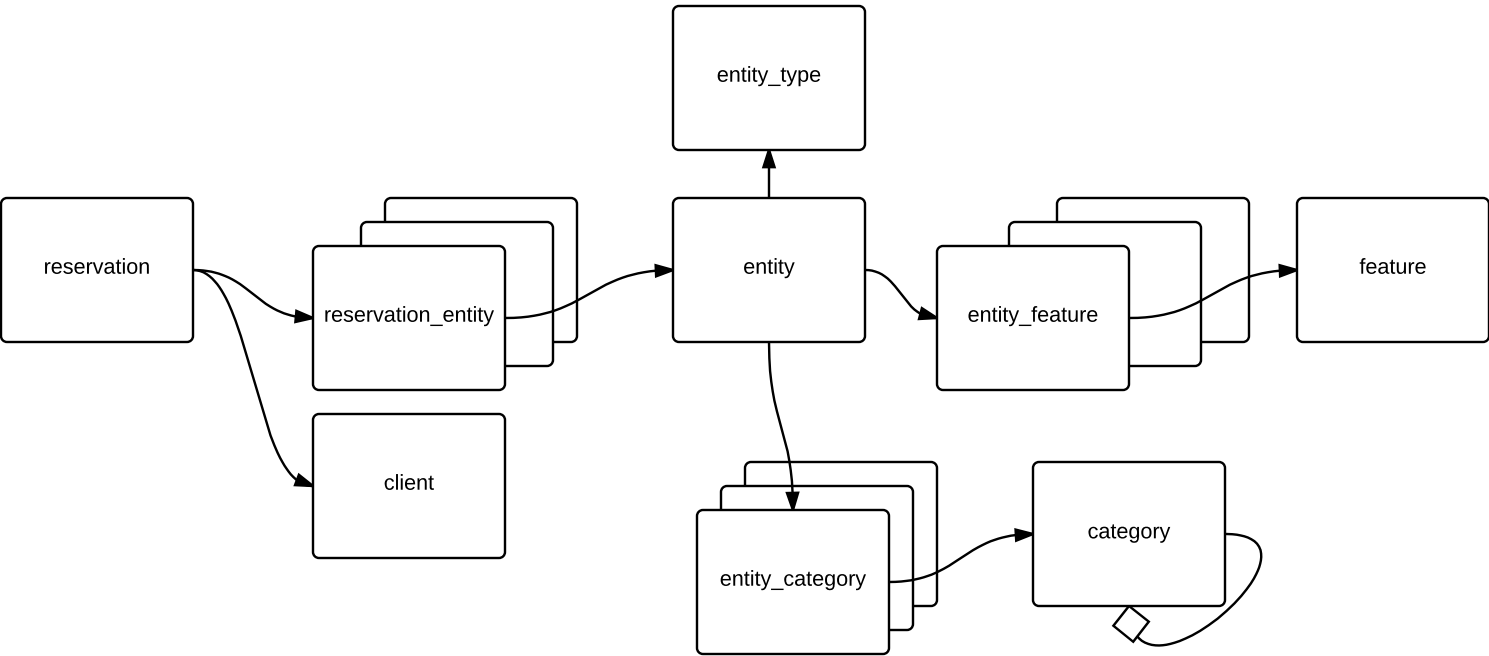 entity_type
reservation
reservation_entity
entity
entity_feature
feature
client
entity_category
category